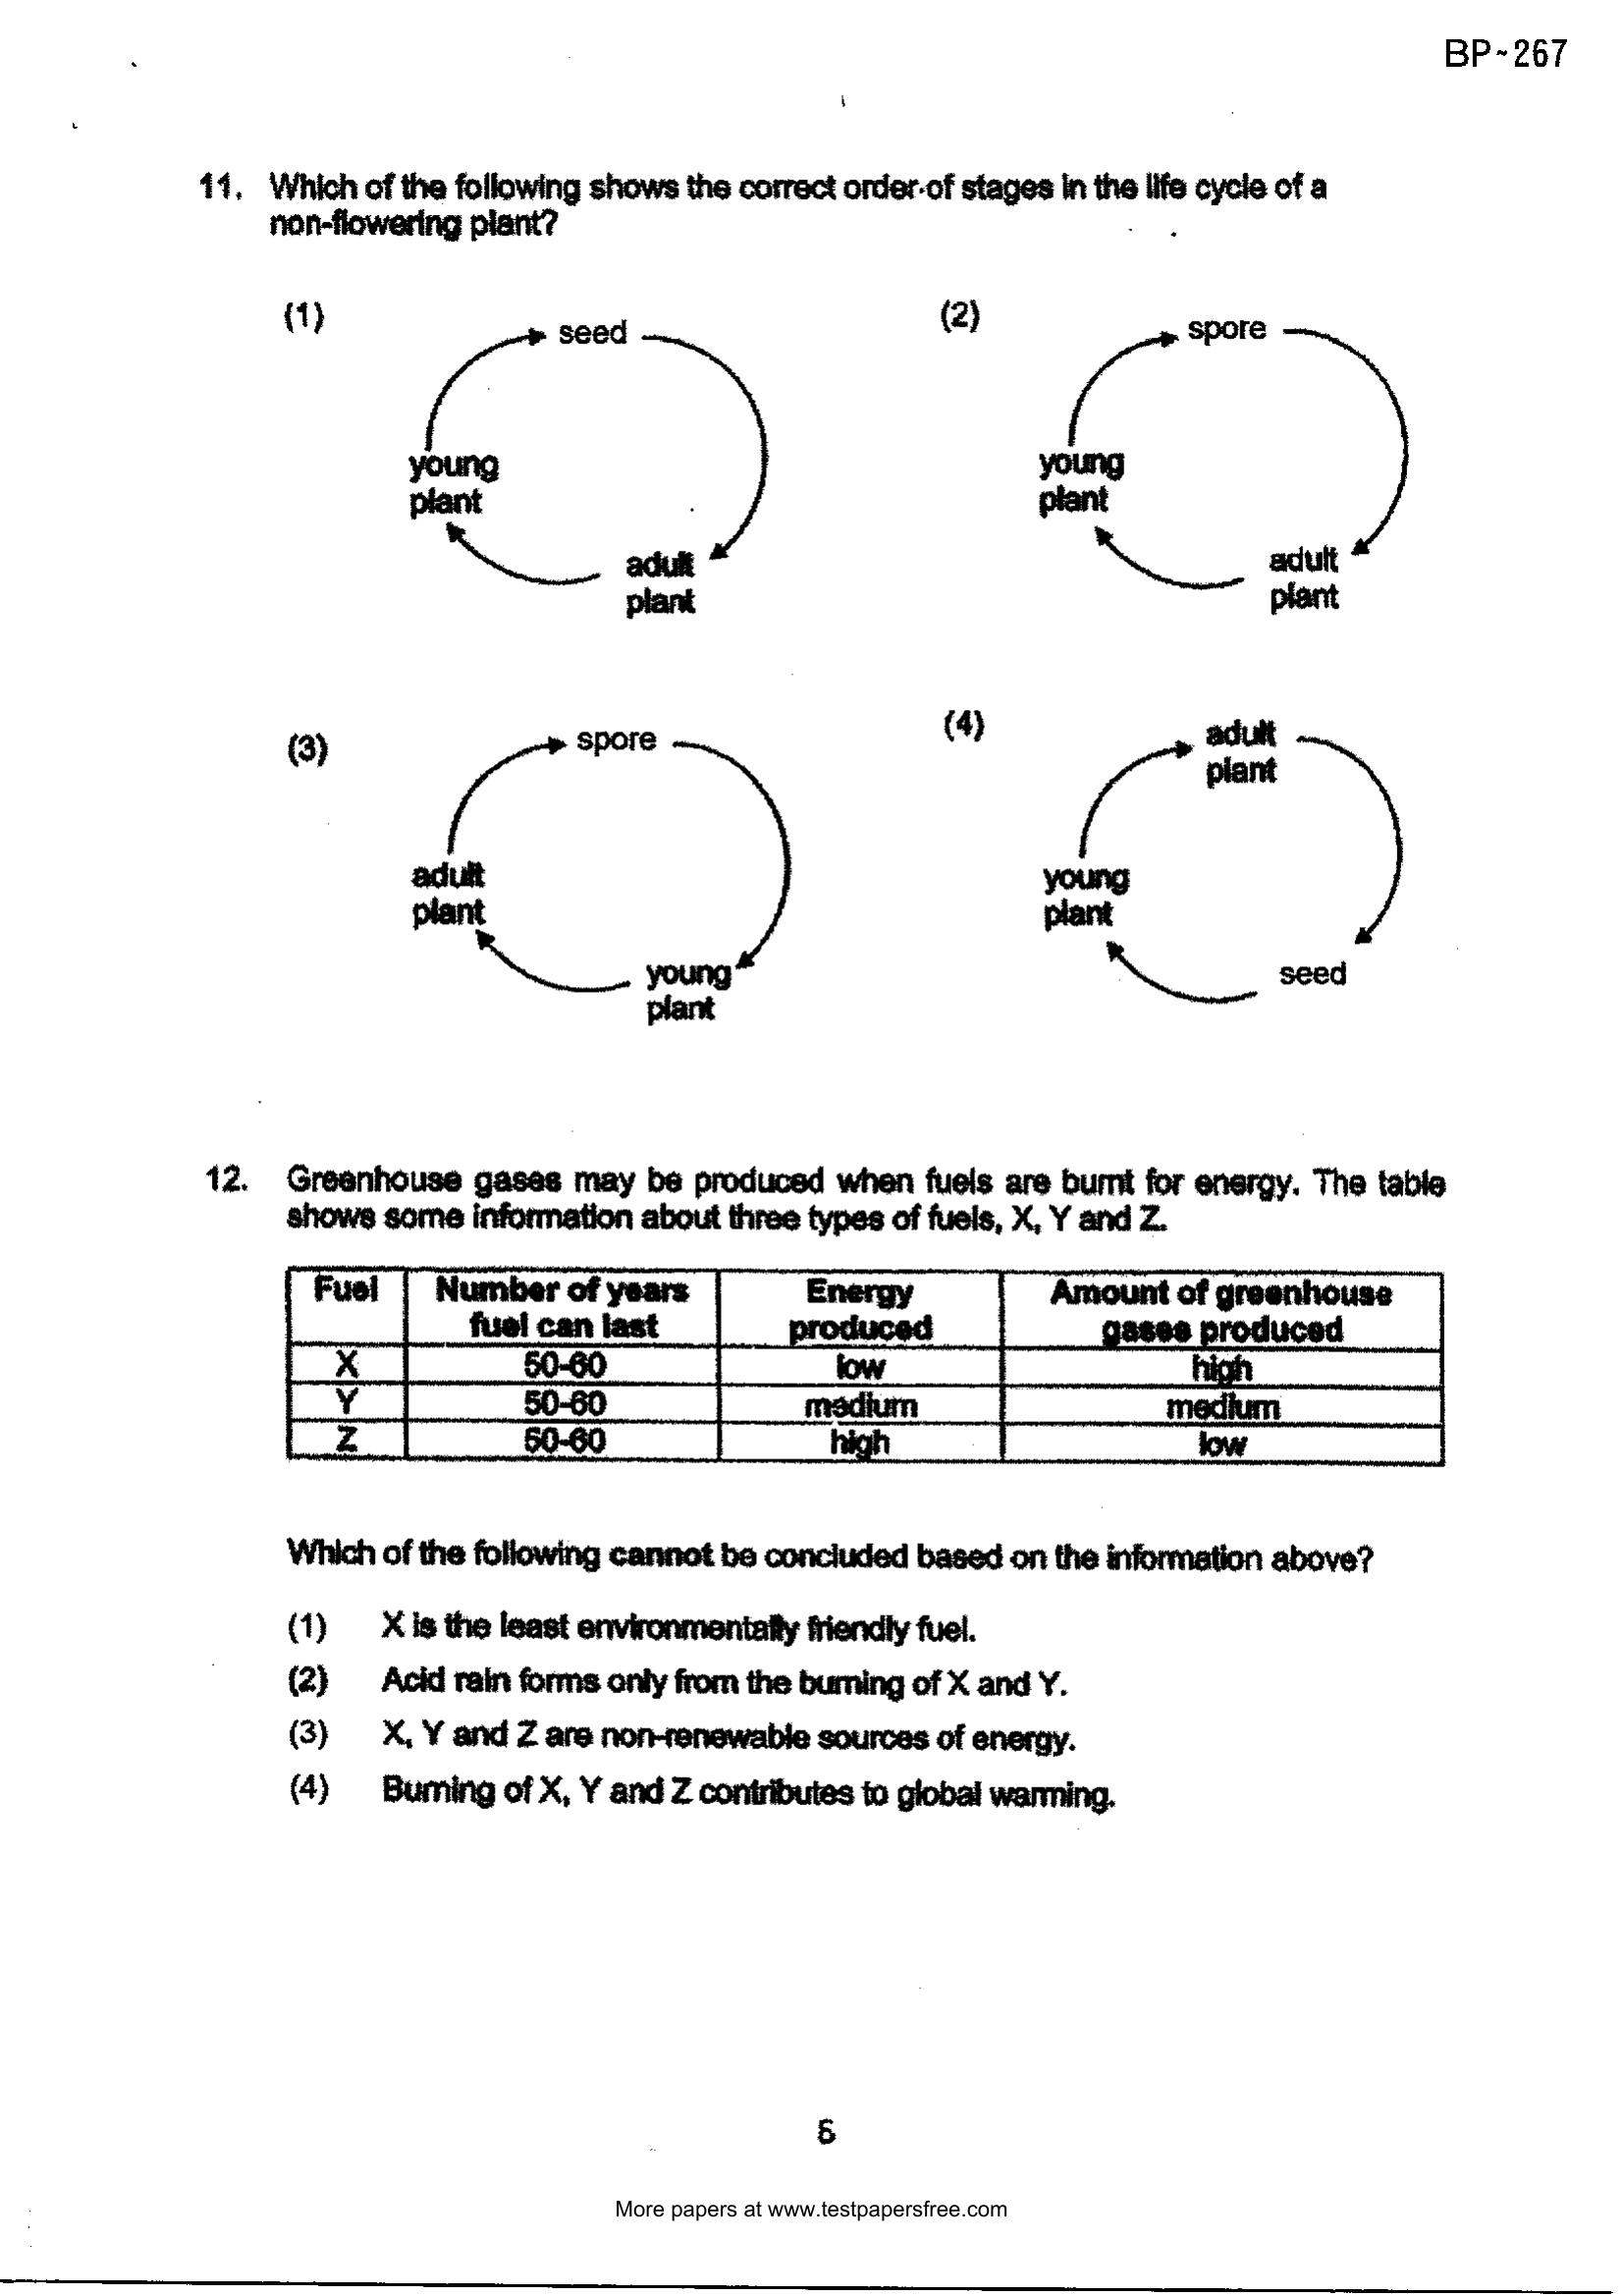 BP-267
11. Which of the following shows the correct order of stages in the life cycle of a
non-flowering plant?
(1)
seed
young
plant
adult
plant
(2)
spore
young
plant
adult
plant
(3)
spore
adult
plant
young
plant
(4)
adult
plant
young
plant
seed
12. Greenhouse gases may be produced when fuels are burnt for energy. The table
shows some information about three types of fuels, X, Y and Z.
Fuel Number of years fuel can last Energy produced Amount of greenhouse gases produced
X 50-60 low high
Y 50-60 medium medium
Z 50-60 high low
Which of the following cannot be concluded based on the information above?
(1) X is the least environmentally friendly fuel.
(2) Acid rain forms only from the burning of X and Y.
(3) X, Y and Z are non-renewable sources of energy.
(4) Burning of X, Y and Z contributes to global warming.
More papers at www.testpapersfree.com